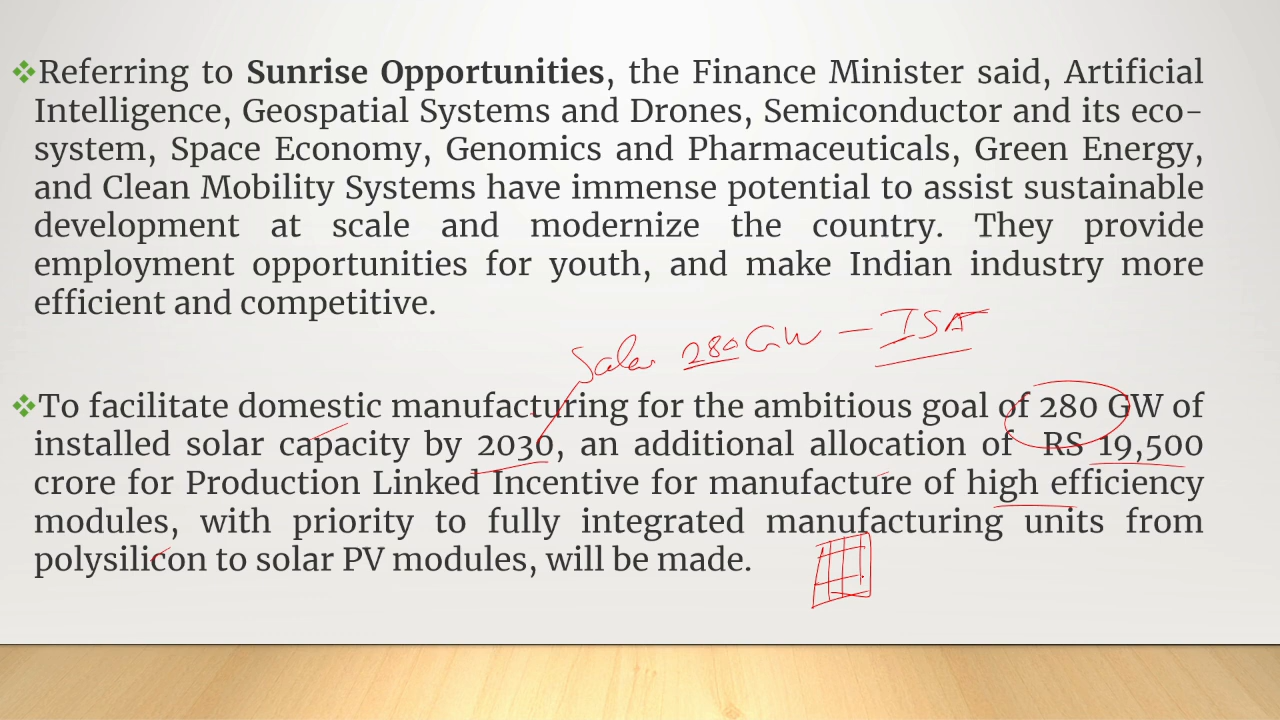 ❖Referring to Sunrise Opportunities, the Finance Minister said, Artificial
Intelligence, Geospatial Systems and Drones, Semiconductor and its eco-
system, Space Economy, Genomics and Pharmaceuticals, Green Energy,
and Clean Mobility Systems have immense potential to assist sustainable
development at scale and modernize the country. They provide
employment opportunities for youth, and make Indian industry more
efficient and competitive.
Solar 280 GW – ISA
❖To facilitate domestic manufacturing for the ambitious goal of 280 GW of
installed solar capacity by 2030, an additional allocation of RS 19,500
crore for Production Linked Incentive for manufacture of high efficiency
modules, with priority to fully integrated manufacturing units from
polysilicon to solar PV modules, will be made.